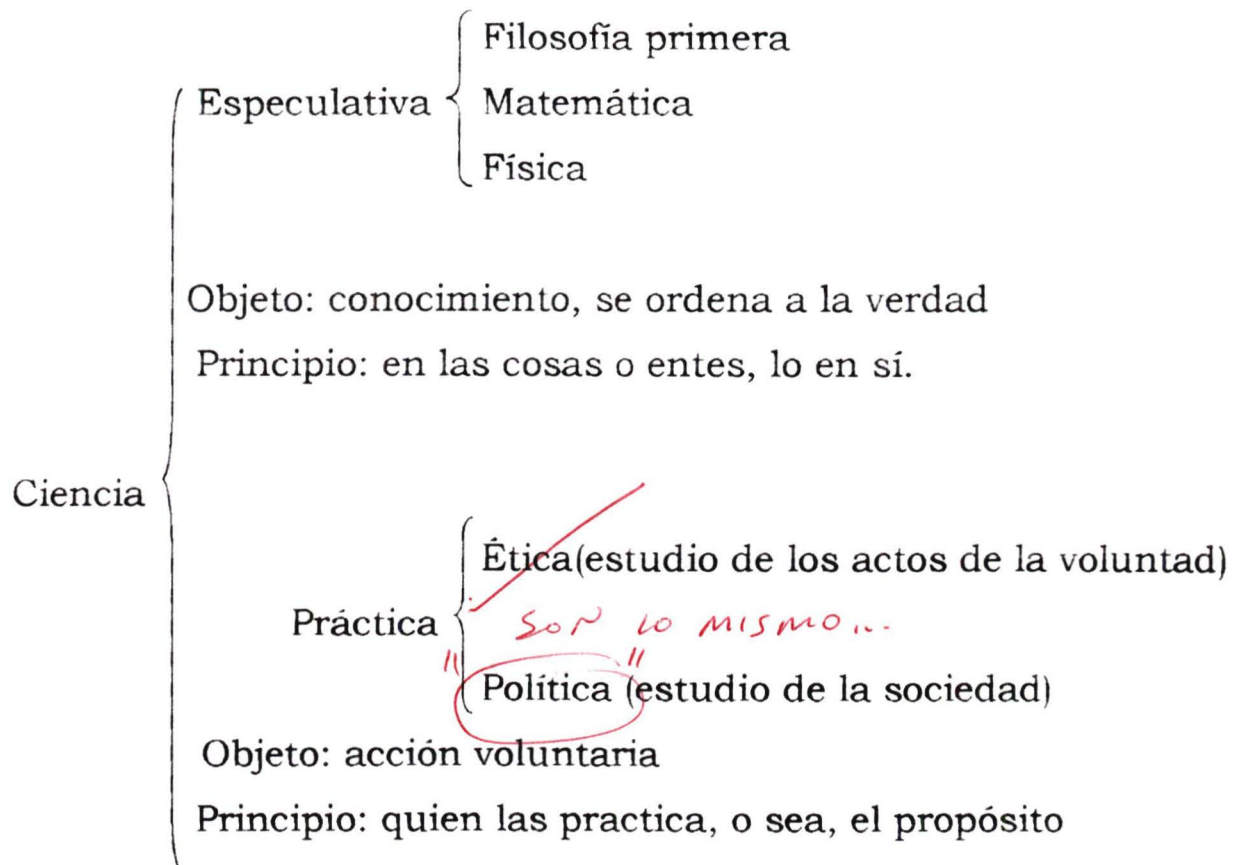 Filosofía primera
Especulativa
Matemática
Física
Objeto: conocimiento, se ordena a la verdad
Principio: en las cosas o entes, lo en sí.
Ciencia
Ética(estudio de los actos de la voluntad)
Práctica
SON LO MISMO...
"Política" (estudio de la sociedad)
Objeto: acción voluntaria
Principio: quien las practica, o sea, el propósito